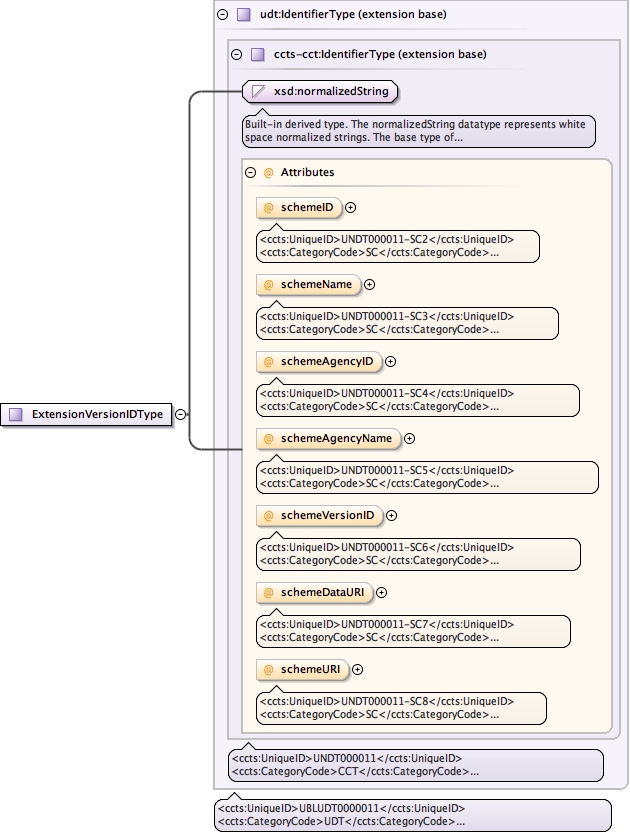 udt:IdentifierType (extension base)
ccts-cct:IdentifierType (extension base)
xsd:normalizedString
Built-in derived type. The normalizedString datatype represents white
space normalized strings. The base type of...
@ Attributes
@ schemeID
<ccts:UniqueID>UNDT000011-SC2</ccts:UniqueID>
<ccts:CategoryCode>SC</ccts:CategoryCode>...
@ schemeName
<ccts:UniqueID>UNDT000011-SC3</ccts:UniqueID>
<ccts:CategoryCode>SC</ccts:CategoryCode>...
@ schemeAgencyID
<ccts:UniqueID>UNDT000011-SC4</ccts:UniqueID>
<ccts:CategoryCode>SC</ccts:CategoryCode>...
ExtensionVersionIDType
@ schemeAgencyName
<ccts:UniqueID>UNDT000011-SC5</ccts:UniqueID>
<ccts:CategoryCode>SC</ccts:CategoryCode>...
@ schemeVersionID
<ccts:UniqueID>UNDT000011-SC6</ccts:UniqueID>
<ccts:CategoryCode>SC</ccts:CategoryCode>...
@ schemeDataURI
<ccts:UniqueID>UNDT000011-SC7</ccts:UniqueID>
<ccts:CategoryCode>SC</ccts:CategoryCode>...
@ schemeURI
<ccts:UniqueID>UNDT000011-SC8</ccts:UniqueID>
<ccts:CategoryCode>SC</ccts:CategoryCode>...
<ccts:UniqueID>UNDT000011</ccts:UniqueID>
<ccts:CategoryCode>CCT</ccts:CategoryCode>...
<ccts:UniqueID>UBLUDT0000011</ccts:UniqueID>
<ccts:CategoryCode>UDT</ccts:CategoryCode>...